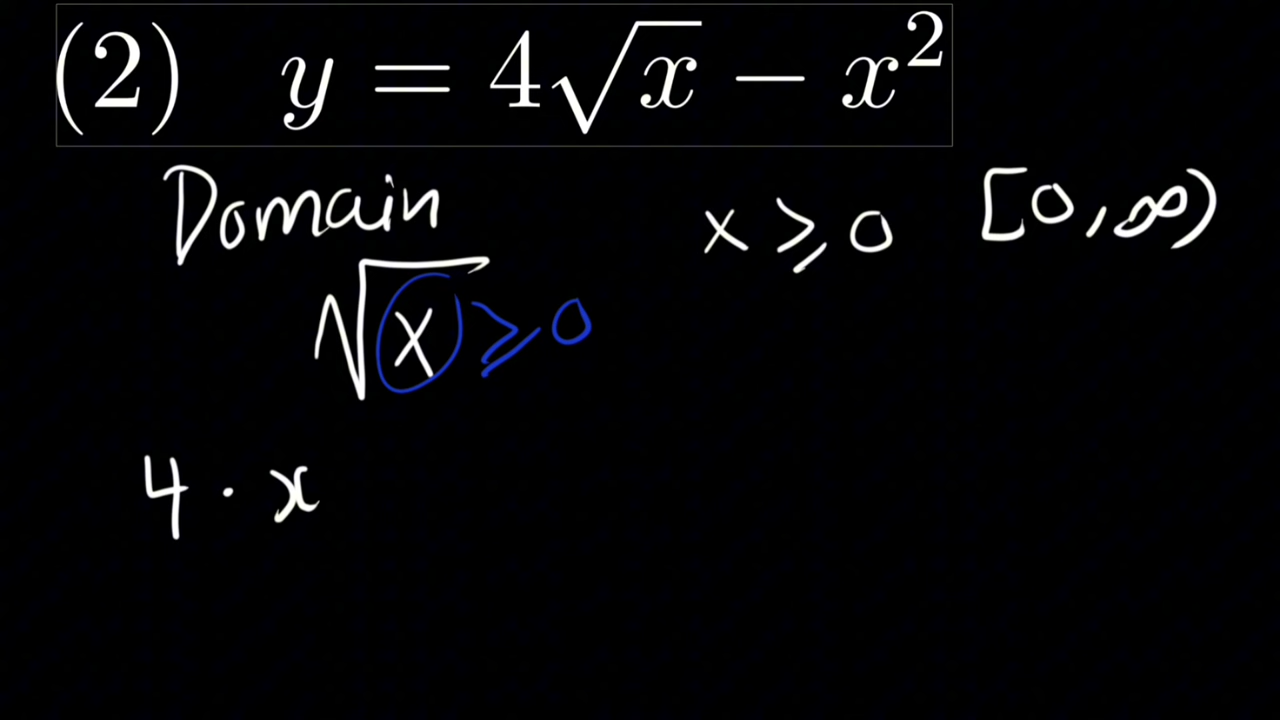 (2) y = 4√x − x²
Domain x ≥ 0 [0, ∞)
√x ≥ 0
4 · x